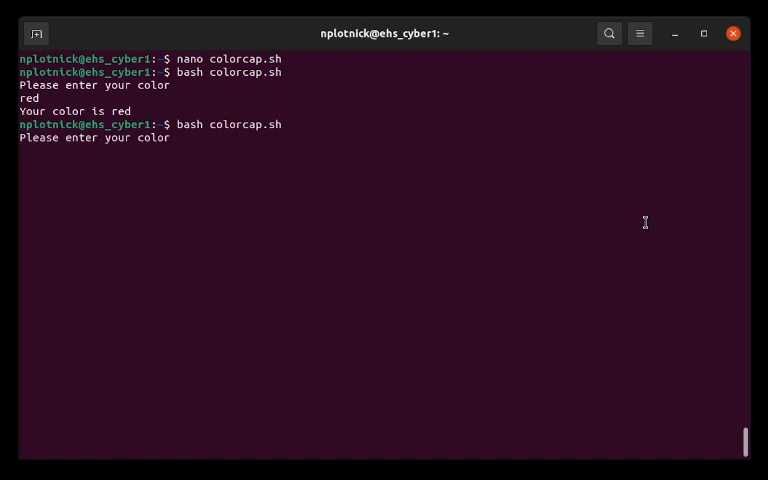 nplotnick@ehs_cyber1: ~
nplotnick@ehs_cyber1:~$ nano colorcap.sh
nplotnick@ehs_cyber1:~$ bash colorcap.sh
Please enter your color
red
Your color is red
nplotnick@ehs_cyber1:~$ bash colorcap.sh
Please enter your color